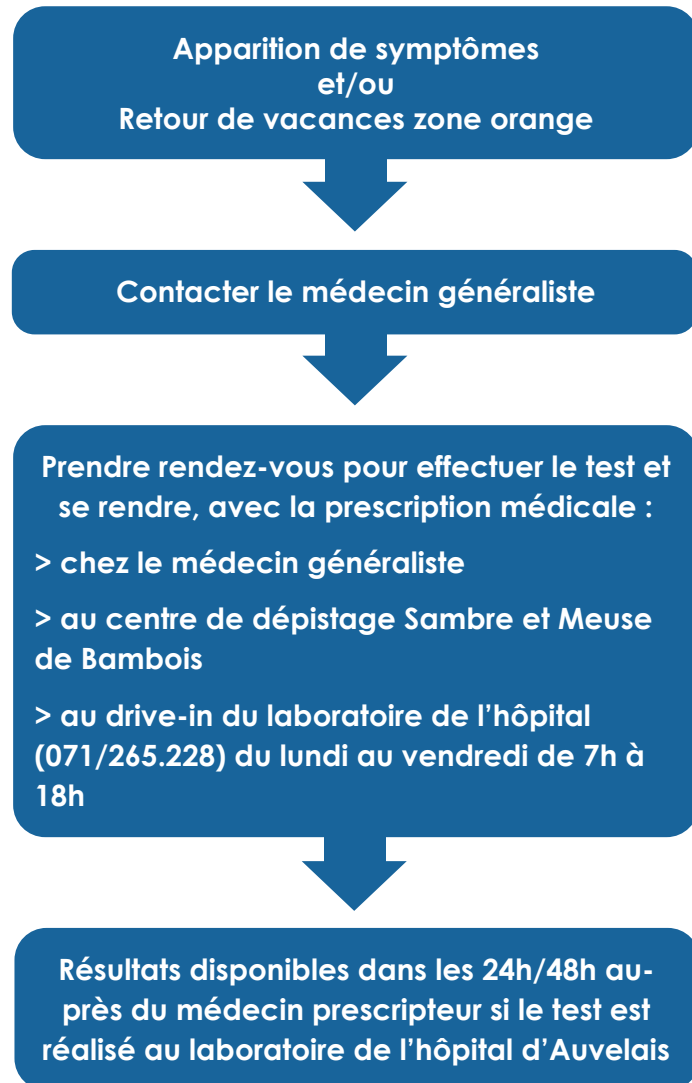 Apparition de symptômes
et/ou
Retour de vacances zone orange
Contacter le médecin généraliste
Prendre rendez-vous pour effectuer le test et
se rendre, avec la prescription médicale :
> chez le médecin généraliste
> au centre de dépistage Sambre et Meuse
de Bambois
> au drive-in du laboratoire de l’hôpital
(071/265.228) du lundi au vendredi de 7h à
18h
Résultats disponibles dans les 24h/48h au-
près du médecin prescripteur si le test est
réalisé au laboratoire de l’hôpital d’Auvelais